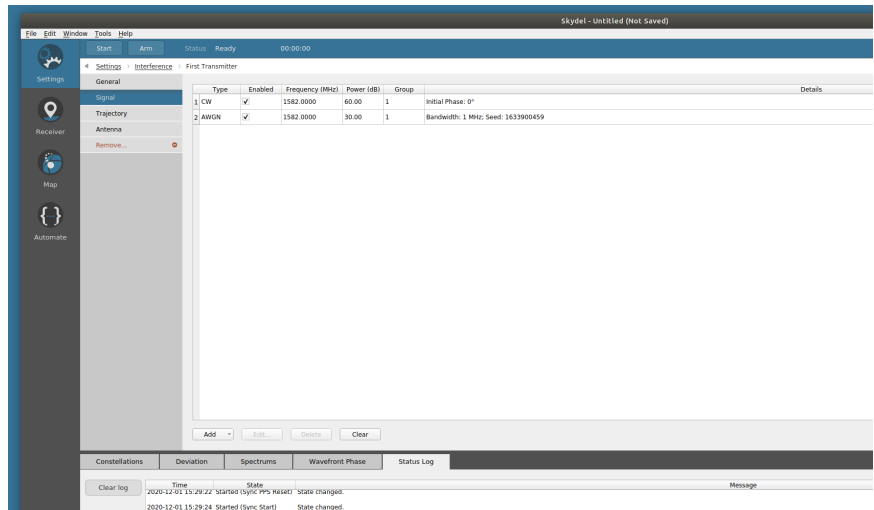 Skydel - Untitled (Not Saved)
File Edit Window Tools Help
Start Arm Status Ready 00:00:00
Settings › Interference › First Transmitter
Settings
General
Signal
Trajectory
Antenna
Remove...
Receiver
Map
Automate
Type Enabled Frequency (MHz) Power (dB) Group Details
1 CW 1582.0000 60.00 1 Initial Phase: 0°
2 AWGN 1582.0000 30.00 1 Bandwidth: 1 MHz; Seed: 1633900459
Add Edit... Delete Clear
Constellations Deviation Spectrums Wavefront Phase Status Log
Clear log
Time State Message
2020-12-01 15:29:22 Started (Sync PPS Reset) State changed.
2020-12-01 15:29:24 Started (Sync Start) State changed.